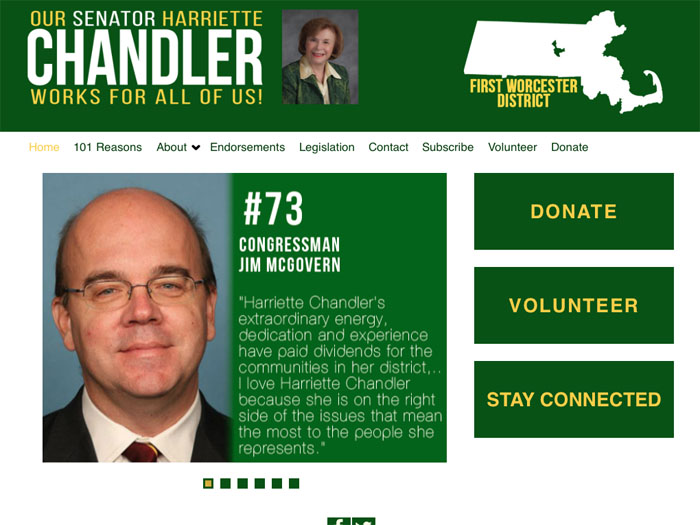 OUR SENATOR HARRIETTE
CHANDLER
WORKS FOR ALL OF US!
FIRST WORCESTER
DISTRICT
Home 101 Reasons About Endorsements Legislation Contact Subscribe Volunteer Donate
#73
CONGRESSMAN
JIM MCGOVERN
"Harriette Chandler's
extraordinary energy,
dedication and experience
have paid dividends for the
communities in her district,..
I love Harriette Chandler
because she is on the right
side of the issues that mean
the most to the people she
represents."
DONATE
VOLUNTEER
STAY CONNECTED